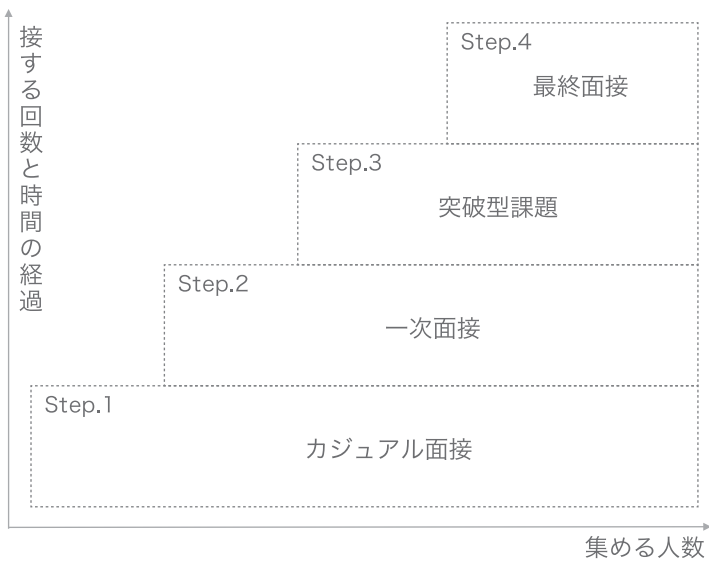 接する回数と時間の経過
Step.4
最終面接
Step.3
突破型課題
Step.2
一次面接
Step.1
カジュアル面接
集める人数